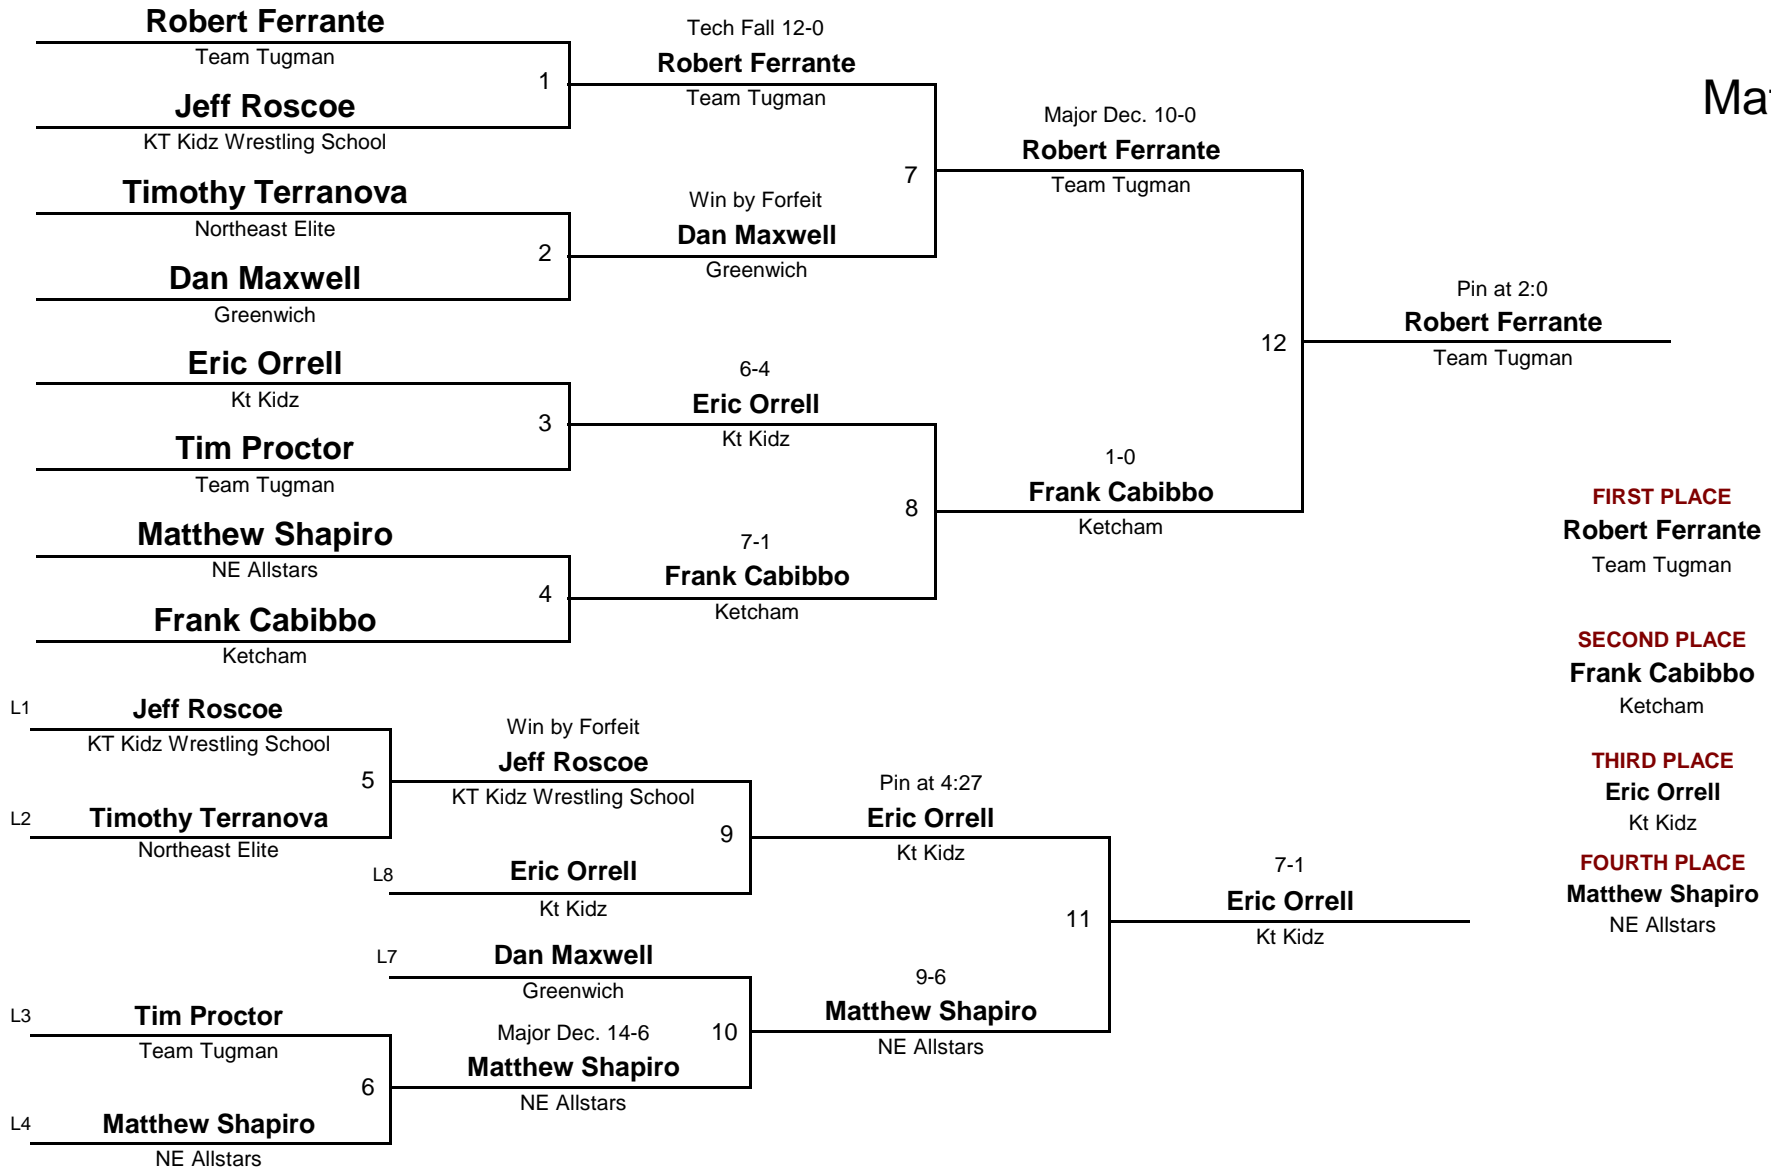 Robert Ferrante
Team Tugman
1
Jeff Roscoe
KT Kidz Wrestling School
Timothy Terranova
Northeast Elite
2
Dan Maxwell
Greenwich
Eric Orrell
Kt Kidz
3
Tim Proctor
Team Tugman
Matthew Shapiro
NE Allstars
4
Frank Cabibbo
Ketcham
Tech Fall 12-0
Robert Ferrante
Team Tugman
7
Win by Forfeit
Dan Maxwell
Greenwich
6-4
Eric Orrell
Kt Kidz
8
7-1
Frank Cabibbo
Ketcham
Major Dec. 10-0
Robert Ferrante
Team Tugman
12
1-0
Frank Cabibbo
Ketcham
Pin at 2:0
Robert Ferrante
Team Tugman
Mat
FIRST PLACE
Robert Ferrante
Team Tugman
SECOND PLACE
Frank Cabibbo
Ketcham
THIRD PLACE
Eric Orrell
Kt Kidz
FOURTH PLACE
Matthew Shapiro
NE Allstars
L1
Jeff Roscoe
KT Kidz Wrestling School
5
L2
Timothy Terranova
Northeast Elite
Win by Forfeit
Jeff Roscoe
KT Kidz Wrestling School
9
L8
Eric Orrell
Kt Kidz
L7
Dan Maxwell
Greenwich
10
L3
Tim Proctor
Team Tugman
6
L4
Matthew Shapiro
NE Allstars
Major Dec. 14-6
Matthew Shapiro
NE Allstars
Pin at 4:27
Eric Orrell
Kt Kidz
11
9-6
Matthew Shapiro
NE Allstars
7-1
Eric Orrell
Kt Kidz